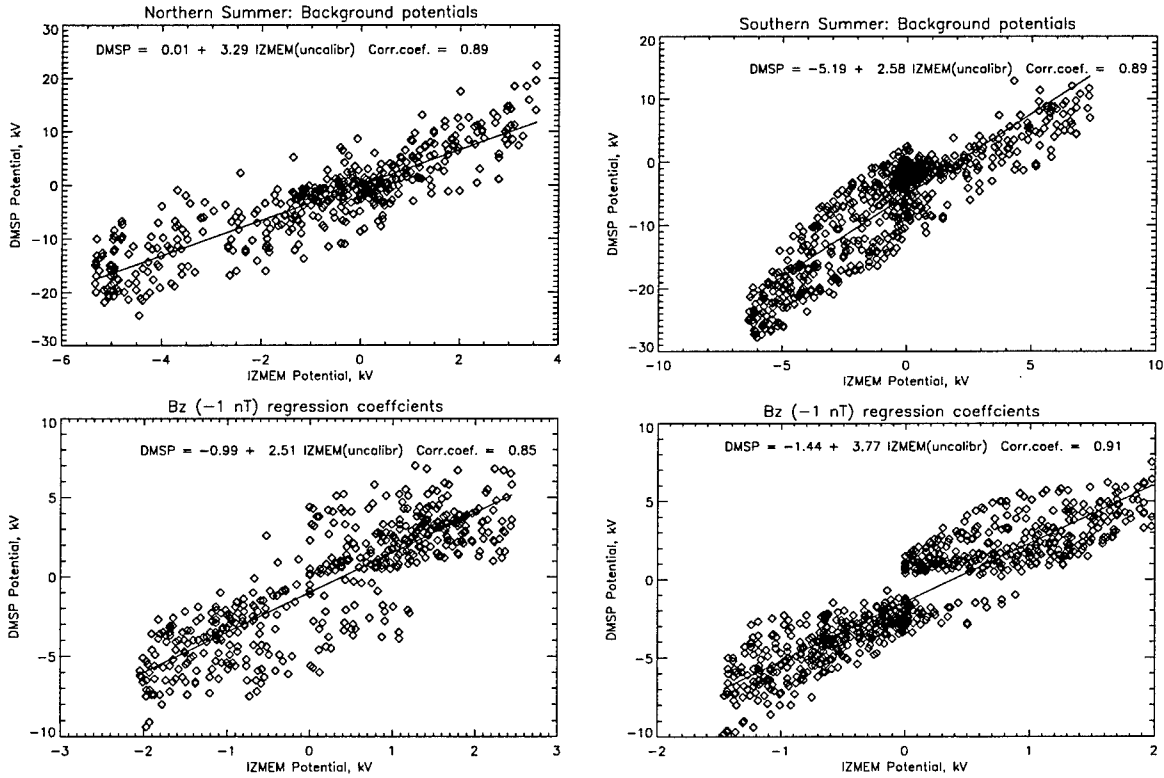 Northern Summer: Background potentials
DMSP = 0.01 + 3.29 IZMEM(uncalibr) Corr.coef. = 0.89
30
20
10
0
−10
−20
−30
DMSP Potential, kV
−6 −4 −2 0 2 4
IZMEM Potential, kV
Southern Summer: Background potentials
DMSP = −5.19 + 2.58 IZMEM(uncalibr) Corr.coef. = 0.89
20
10
0
−10
−20
−30
DMSP Potential, kV
−10 −5 0 5 10
IZMEM Potential, kV
Bz (−1 nT) regression coeffcients
DMSP = −0.99 + 2.51 IZMEM(uncalibr) Corr.coef. = 0.85
10
5
0
−5
−10
DMSP Potential, kV
−3 −2 −1 0 1 2 3
IZMEM Potential, kV
Bz (−1 nT) regression coeffcients
DMSP = −1.44 + 3.77 IZMEM(uncalibr) Corr.coef. = 0.91
10
5
0
−5
−10
DMSP Potential, kV
−2 −1 0 1 2
IZMEM Potential, kV